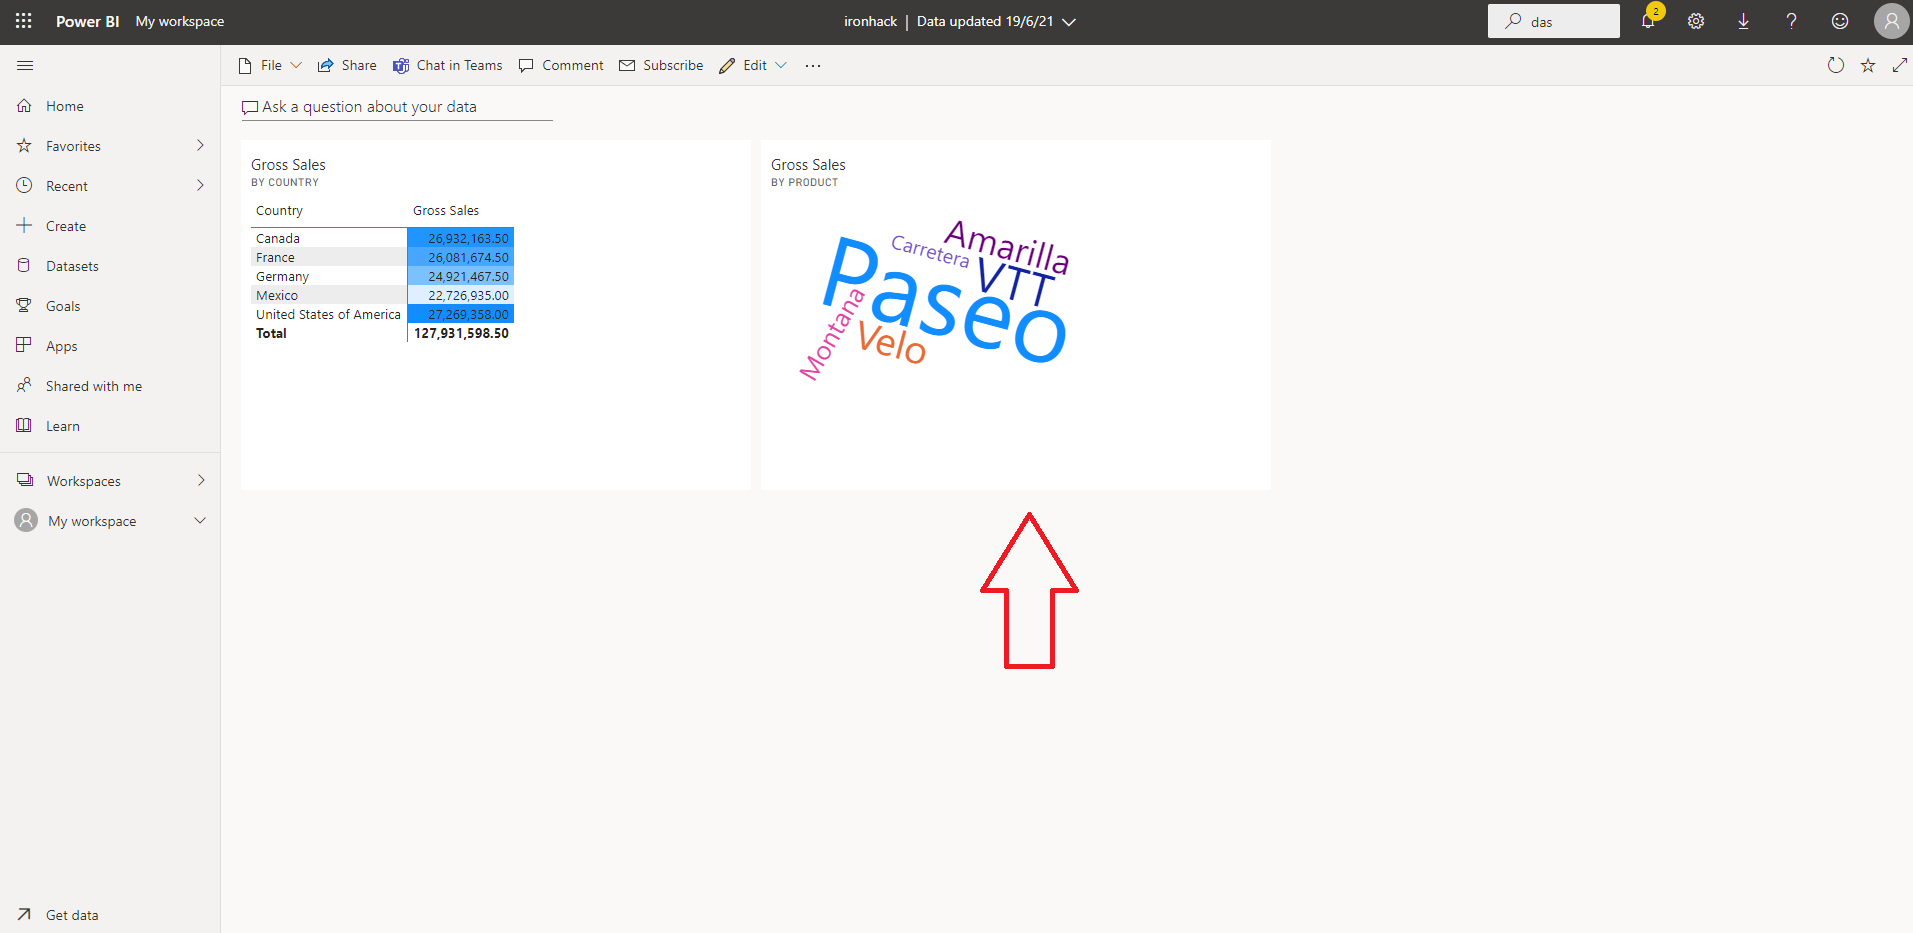 Power BI My workspace
ironhack | Data updated 19/6/21
das
2
File Share Chat in Teams Comment Subscribe Edit ...
Home
Favorites
Recent
Create
Datasets
Goals
Apps
Shared with me
Learn
Workspaces
My workspace
Get data
Ask a question about your data
Gross Sales
BY COUNTRY
Country Gross Sales
Canada 26,932,163.50
France 26,081,674.50
Germany 24,921,467.50
Mexico 22,726,935.00
United States of America 27,269,358.00
Total 127,931,598.50
Gross Sales
BY PRODUCT
Amarilla
Carretera
VTT
Paseo
Montana
Velo